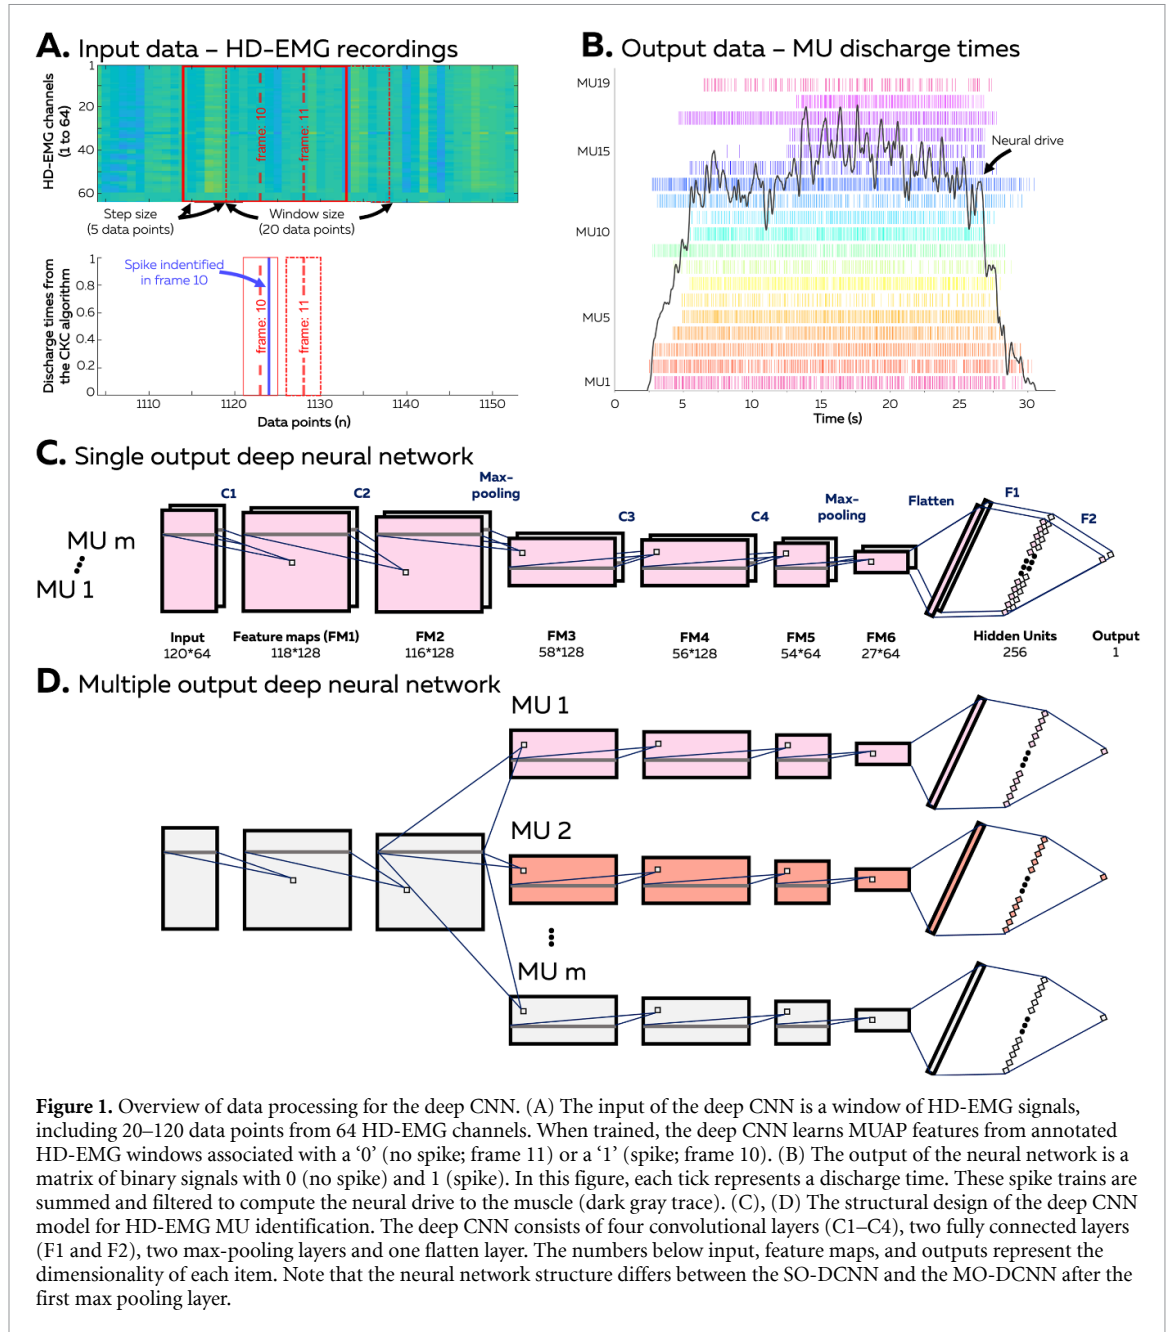 A. Input data – HD-EMG recordings
HD-EMG channels
(1 to 64)
1
20
40
60
frame: 10
frame: 11
Step size
(5 data points)
Window size
(20 data points)
Discharge times from
the CKC algorithm
1
0.8
0.6
0.4
0.2
0
Spike indentified
in frame 10
frame: 10
frame: 11
1110
1120
1130
1140
1150
Data points (n)
B. Output data – MU discharge times
MU19
MU15
MU10
MU5
MU1
Neural drive
0
5
10
15
20
25
30
Time (s)
C. Single output deep neural network
MU m
MU 1
C1
C2
Max-
pooling
C3
C4
Max-
pooling
Flatten
F1
F2
Input
120*64
Feature maps (FM1)
118*128
FM2
116*128
FM3
58*128
FM4
56*128
FM5
54*64
FM6
27*64
Hidden Units
256
Output
1
D. Multiple output deep neural network
MU 1
MU 2
MU m
Figure 1. Overview of data processing for the deep CNN. (A) The input of the deep CNN is a window of HD-EMG signals,
including 20–120 data points from 64 HD-EMG channels. When trained, the deep CNN learns MUAP features from annotated
HD-EMG windows associated with a ‘0’ (no spike; frame 11) or a ‘1’ (spike; frame 10). (B) The output of the neural network is a
matrix of binary signals with 0 (no spike) and 1 (spike). In this figure, each tick represents a discharge time. These spike trains are
summed and filtered to compute the neural drive to the muscle (dark gray trace). (C), (D) The structural design of the deep CNN
model for HD-EMG MU identification. The deep CNN consists of four convolutional layers (C1–C4), two fully connected layers
(F1 and F2), two max-pooling layers and one flatten layer. The numbers below input, feature maps, and outputs represent the
dimensionality of each item. Note that the neural network structure differs between the SO-DCNN and the MO-DCNN after the
first max pooling layer.